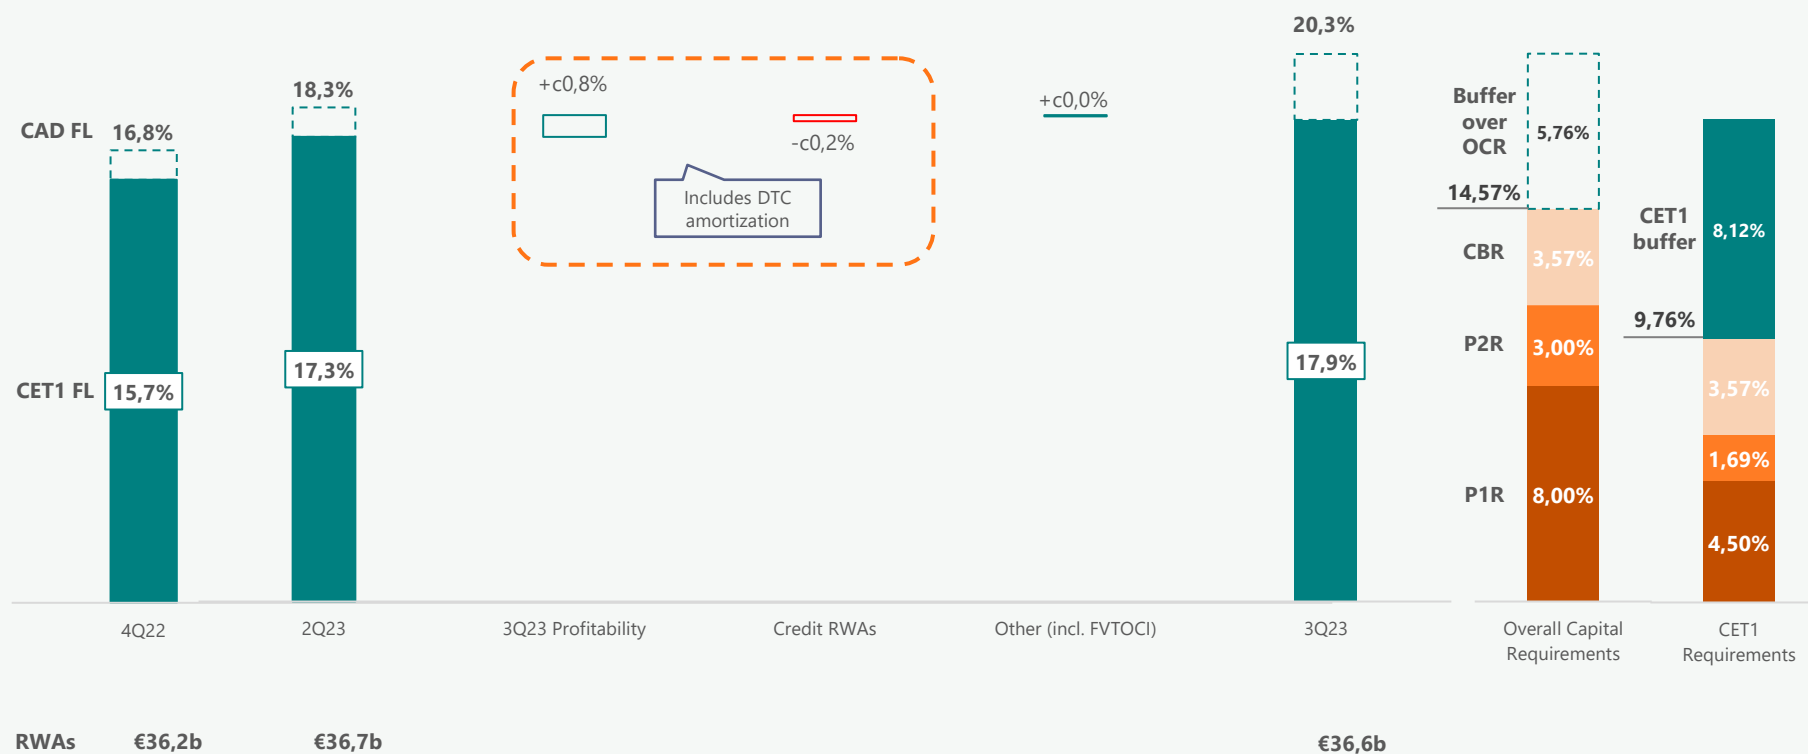 20,3%
18,3%
+c0,8%
+c0,0%
Buffer
over
OCR
CAD FL
16,8%
-c0,2%
5,76%
Includes DTC
amortization
14,57%
CET1
buffer
8,12%
CBR
3,57%
9,76%
P2R
3,00%
CET1 FL
15,7%
17,3%
17,9%
3,57%
1,69%
P1R
8,00%
4,50%
4Q22
2Q23
3Q23 Profitability
Credit RWAs
Other (incl. FVTOCI)
3Q23
Overall Capital
Requirements
CET1
Requirements
RWAs
€36,2b
€36,7b
€36,6b